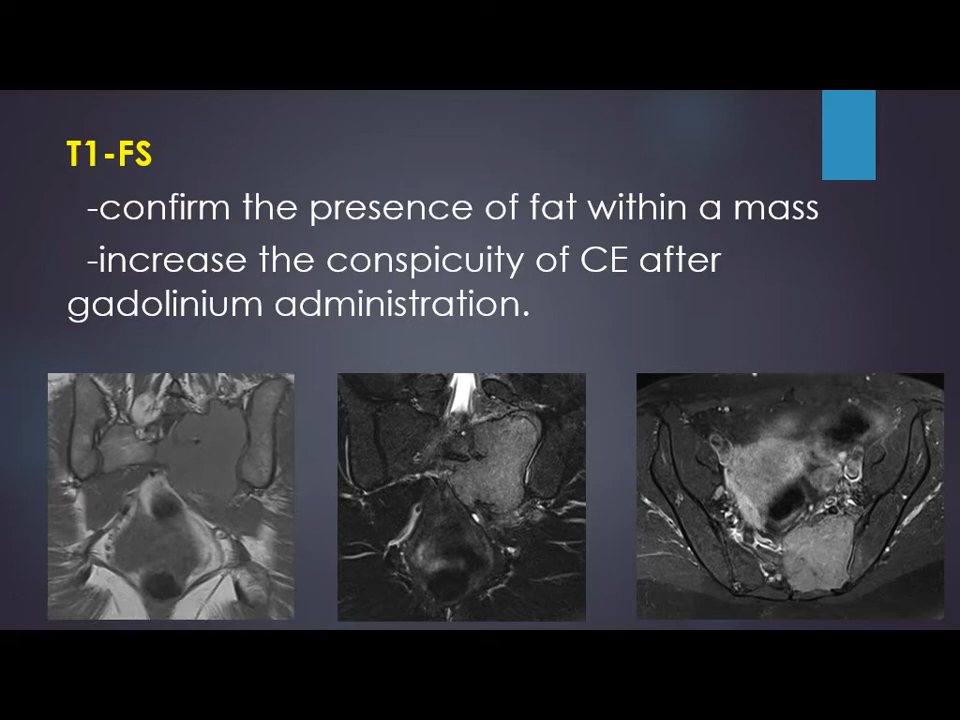 T1-FS
-confirm the presence of fat within a mass
-increase the conspicuity of CE after
gadolinium administration.